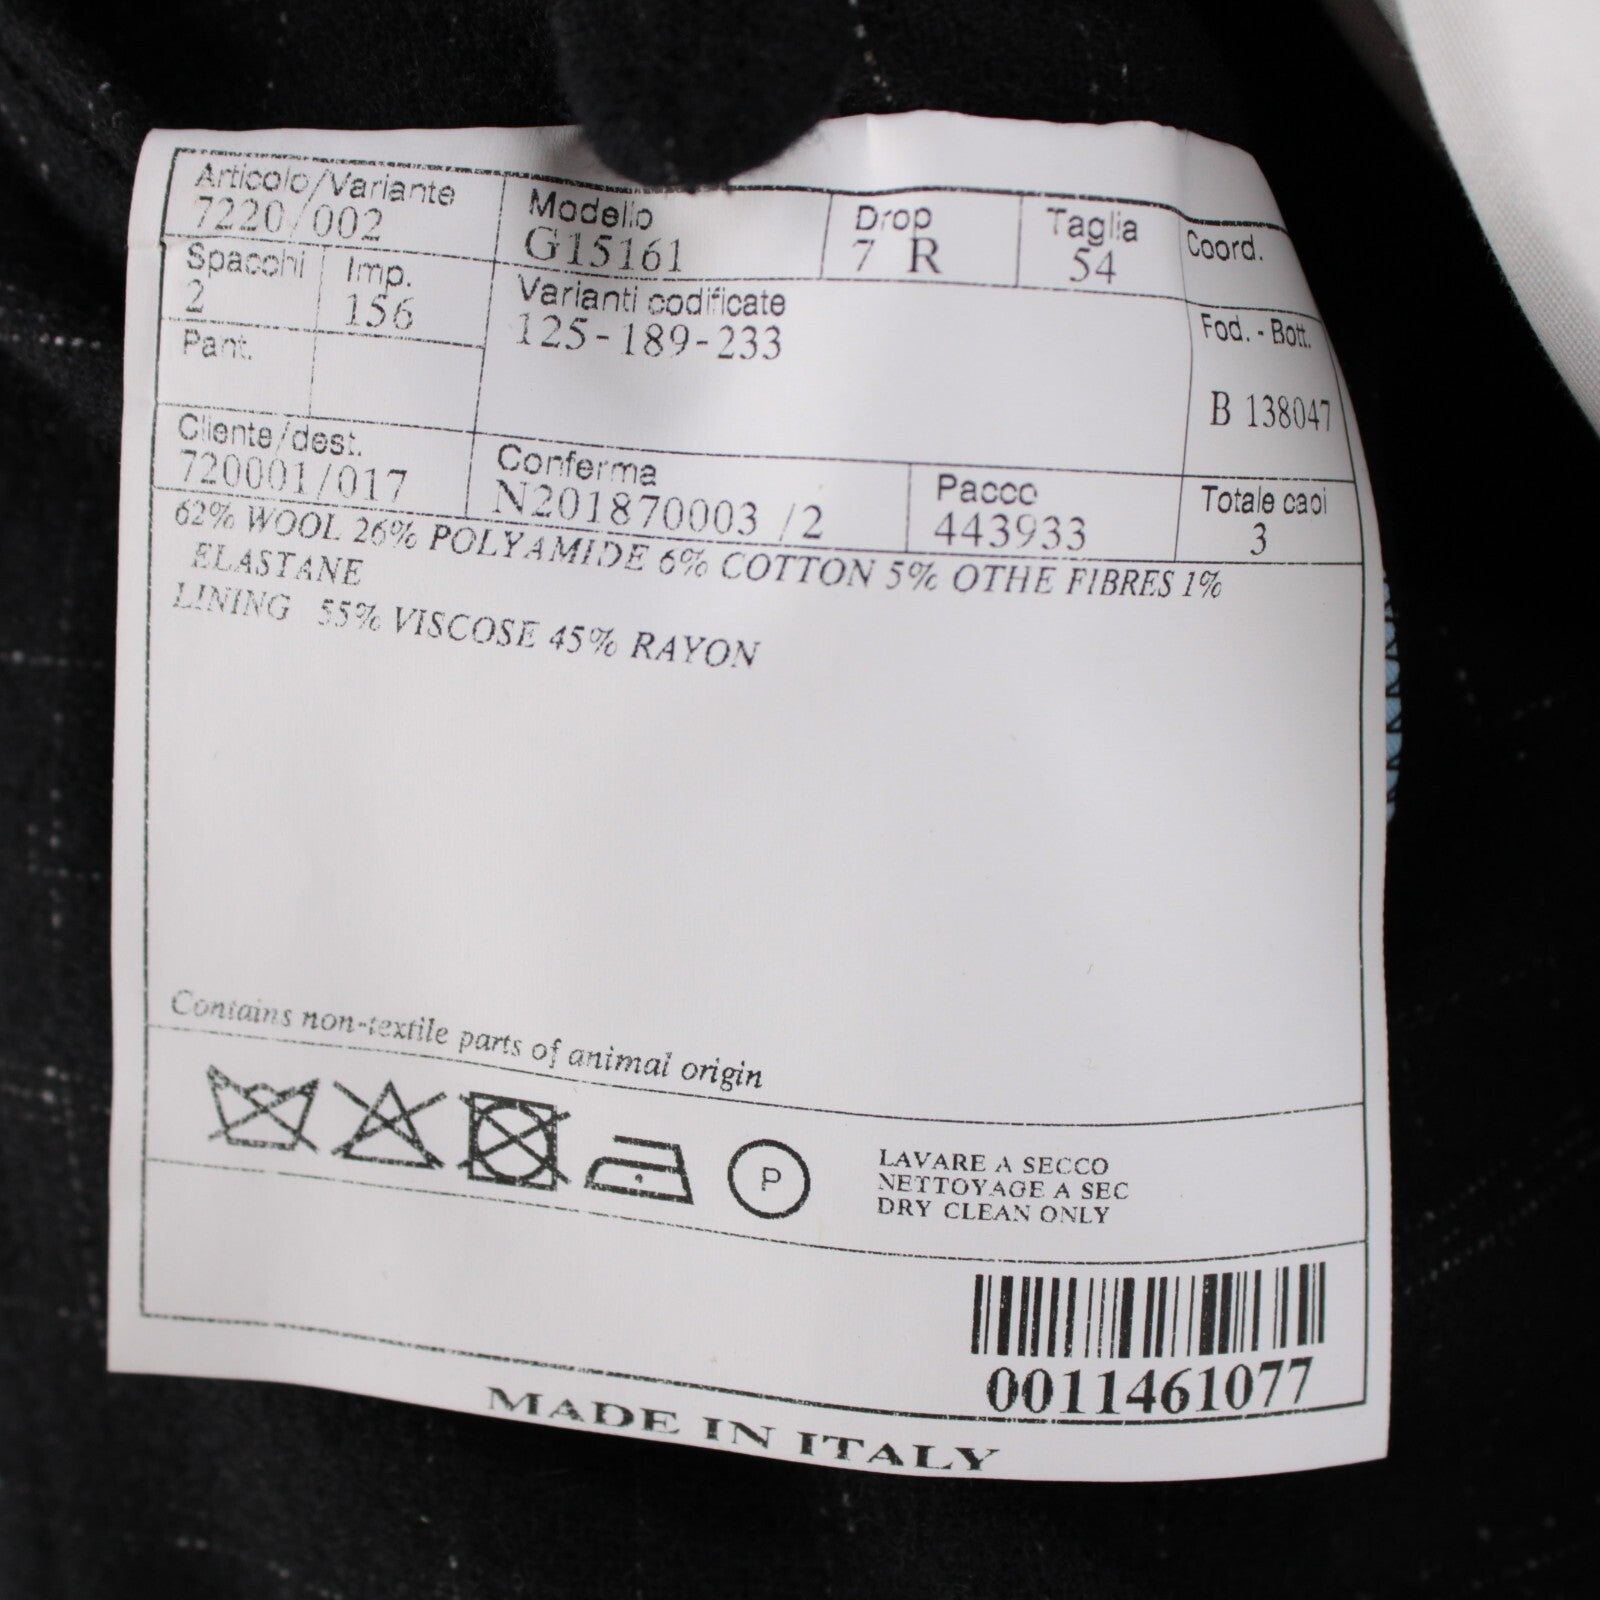 Articolo/Variante Modello Drop Taglia Coord.
7220/002 G15161 7 R 54
Spacchi Imp. Varianti codificate Fod. - Bott.
2 156 125-189-233
Pant. B 138047
Cliente/dest. Conferma Pacco Totale capi
720001/017 N201870003 /2 443933 3
62% WOOL 26% POLYAMIDE 6% COTTON 5% OTHE FIBRES 1%
ELASTANE
LINING 55% VISCOSE 45% RAYON
Contains non-textile parts of animal origin
P
LAVARE A SECCO
NETTOYAGE A SEC
DRY CLEAN ONLY
0011461077
MADE IN ITALY